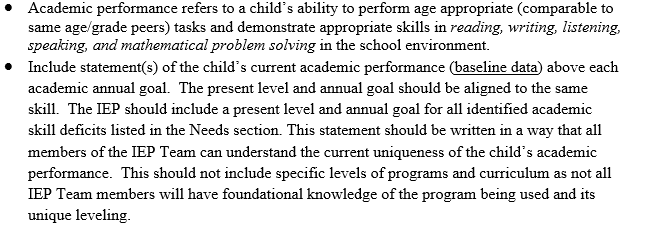 • Academic performance refers to a child's ability to perform age appropriate (comparable to
same age/grade peers) tasks and demonstrate appropriate skills in reading, writing, listening,
speaking, and mathematical problem solving in the school environment.
• Include statement(s) of the child's current academic performance (baseline data) above each
academic annual goal.  The present level and annual goal should be aligned to the same
skill.  The IEP should include a present level and annual goal for all identified academic
skill deficits listed in the Needs section. This statement should be written in a way that all
members of the IEP Team can understand the current uniqueness of the child's academic
performance.  This should not include specific levels of programs and curriculum as not all
IEP Team members will have foundational knowledge of the program being used and its
unique leveling.